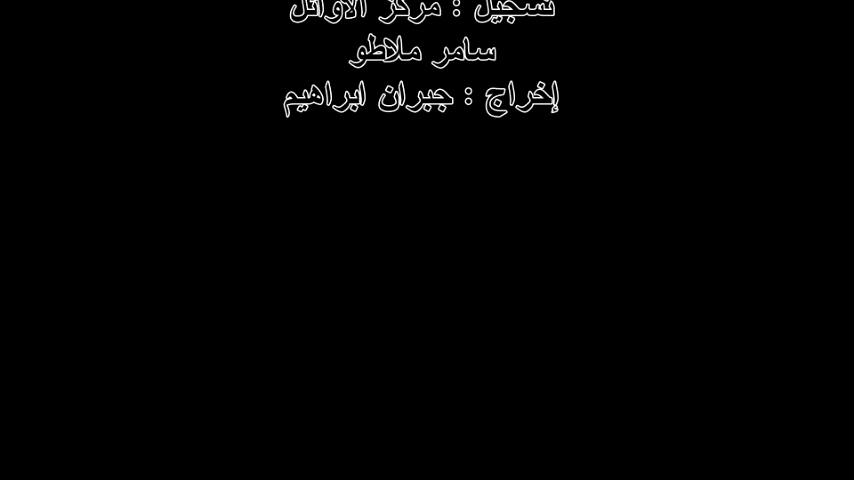 تسجيل : مركز الأوائل
سامر ملاطو
إخراج : جبران ابراهيم